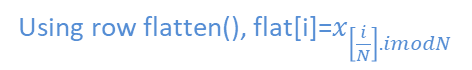 Using row flatten(), flat[i]=x[i/N].imodN